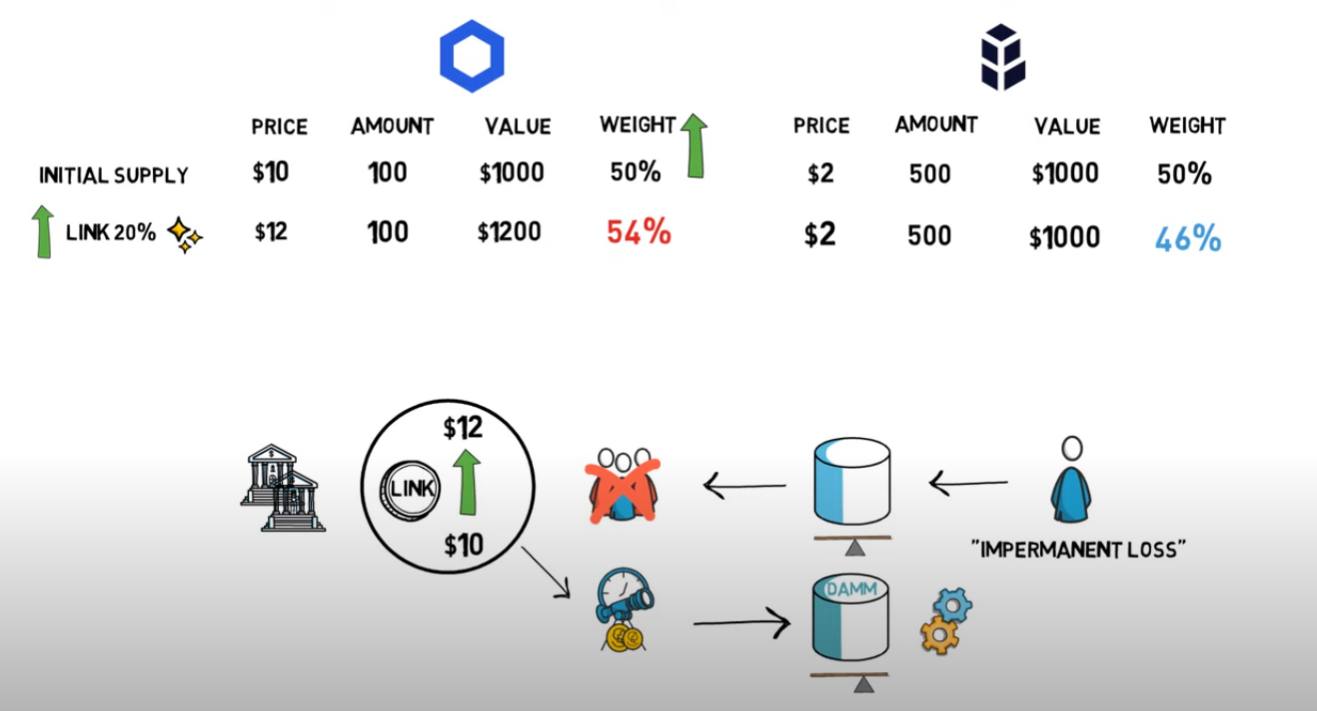 PRICE AMOUNT VALUE WEIGHT PRICE AMOUNT VALUE WEIGHT
INITIAL SUPPLY $10 100 $1000 50% $2 500 $1000 50%
LINK 20% $12 100 $1200 54% $2 500 $1000 46%
$12
LINK
$10
"IMPERMANENT LOSS"
DAMM